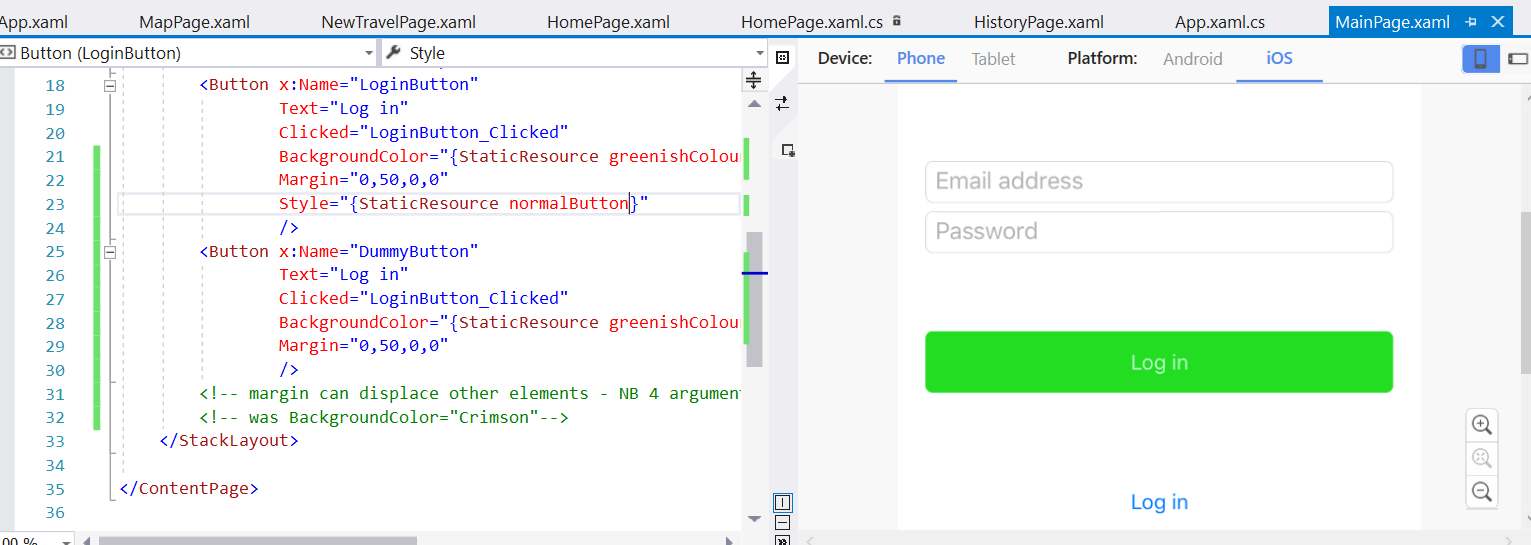 App.xaml MapPage.xaml NewTravelPage.xaml HomePage.xaml HomePage.xaml.cs HistoryPage.xaml App.xaml.cs MainPage.xaml
Button (LoginButton) Style
Device: Phone Tablet Platform: Android iOS
18 <Button x:Name="LoginButton"
19 Text="Log in"
20 Clicked="LoginButton_Clicked"
21 BackgroundColor="{StaticResource greenishColou
22 Margin="0,50,0,0"
23 Style="{StaticResource normalButton}"
24 />
25 <Button x:Name="DummyButton"
26 Text="Log in"
27 Clicked="LoginButton_Clicked"
28 BackgroundColor="{StaticResource greenishColou
29 Margin="0,50,0,0"
30 />
31 <!-- margin can displace other elements - NB 4 argument
32 <!-- was BackgroundColor="Crimson"-->
33 </StackLayout>
34
35 </ContentPage>
36
00 %
Email address
Password
Log in
Log in